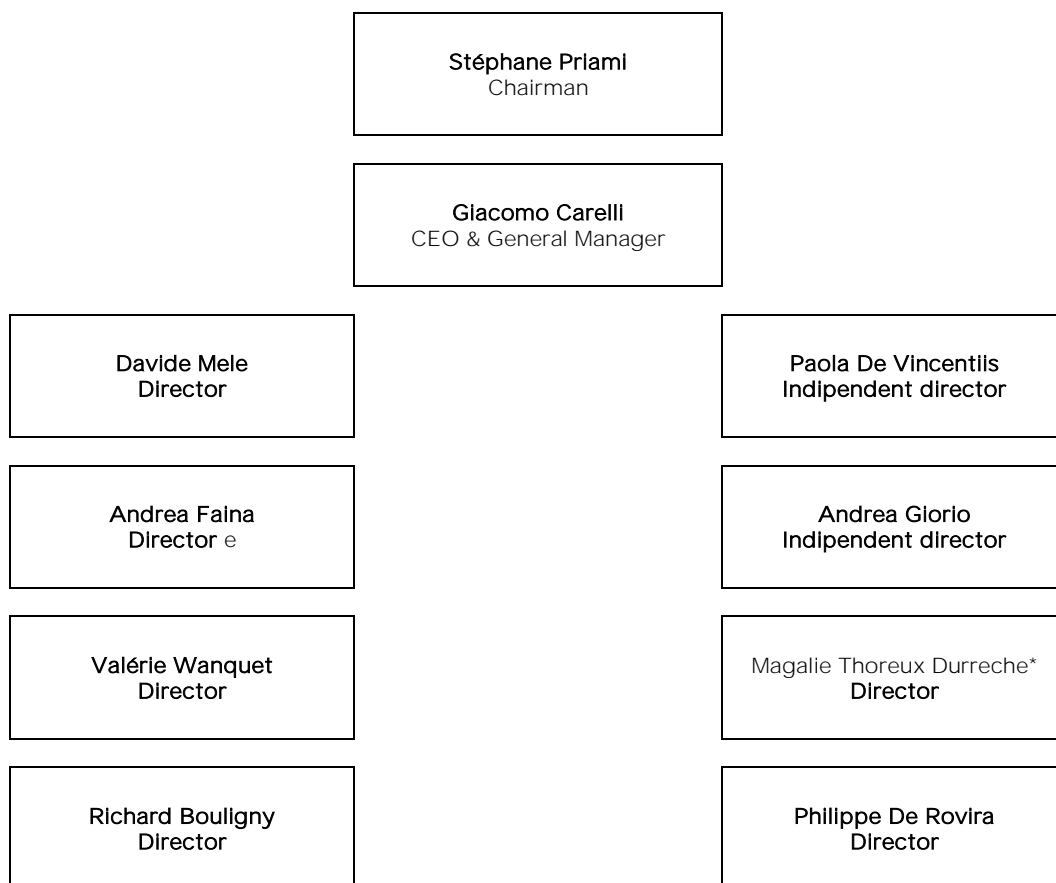 Stéphane Priami
Chairman
Giacomo Carelli
CEO & General Manager
Davide Mele
Director
Paola De Vincentiis
Indipendent director
Andrea Faina
Director e
Andrea Giorio
Indipendent director
Valérie Wanquet
Director
Magalie Thoreux Durreche*
Director
Richard Bouligny
Director
Philippe De Rovira
Director